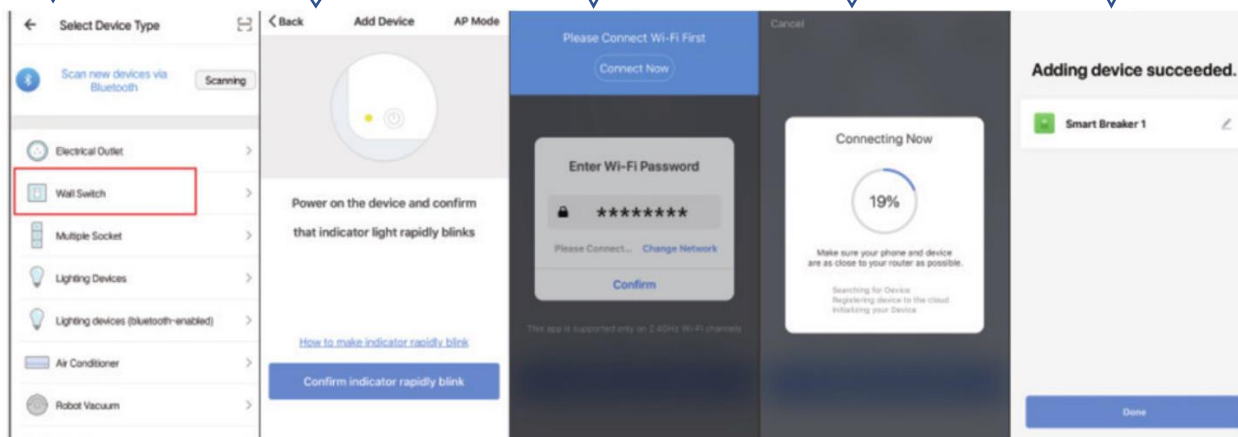 Select Device Type
Scan new devices via
Bluetooth
Scanning
Electrical Outlet
Wall Switch
Multiple Socket
Lighting Devices
Lighting devices (bluetooth-enabled)
Air Conditioner
Robot Vacuum
Back
Add Device
AP Mode
Power on the device and confirm
that indicator light rapidly blinks
How to make indicator rapidly blink
Confirm indicator rapidly blink
Please Connect Wi-Fi First
Connect Now
Enter Wi-Fi Password
********
Please Connect... Change Network
Confirm
This app is supported only on 2.4GHz Wi-Fi channels
Cancel
Connecting Now
19%
Make sure your phone and device
are as close to your router as possible.
Searching for Device
Registering device to the cloud
Initializing your Device
Adding device succeeded.
Smart Breaker 1
Done